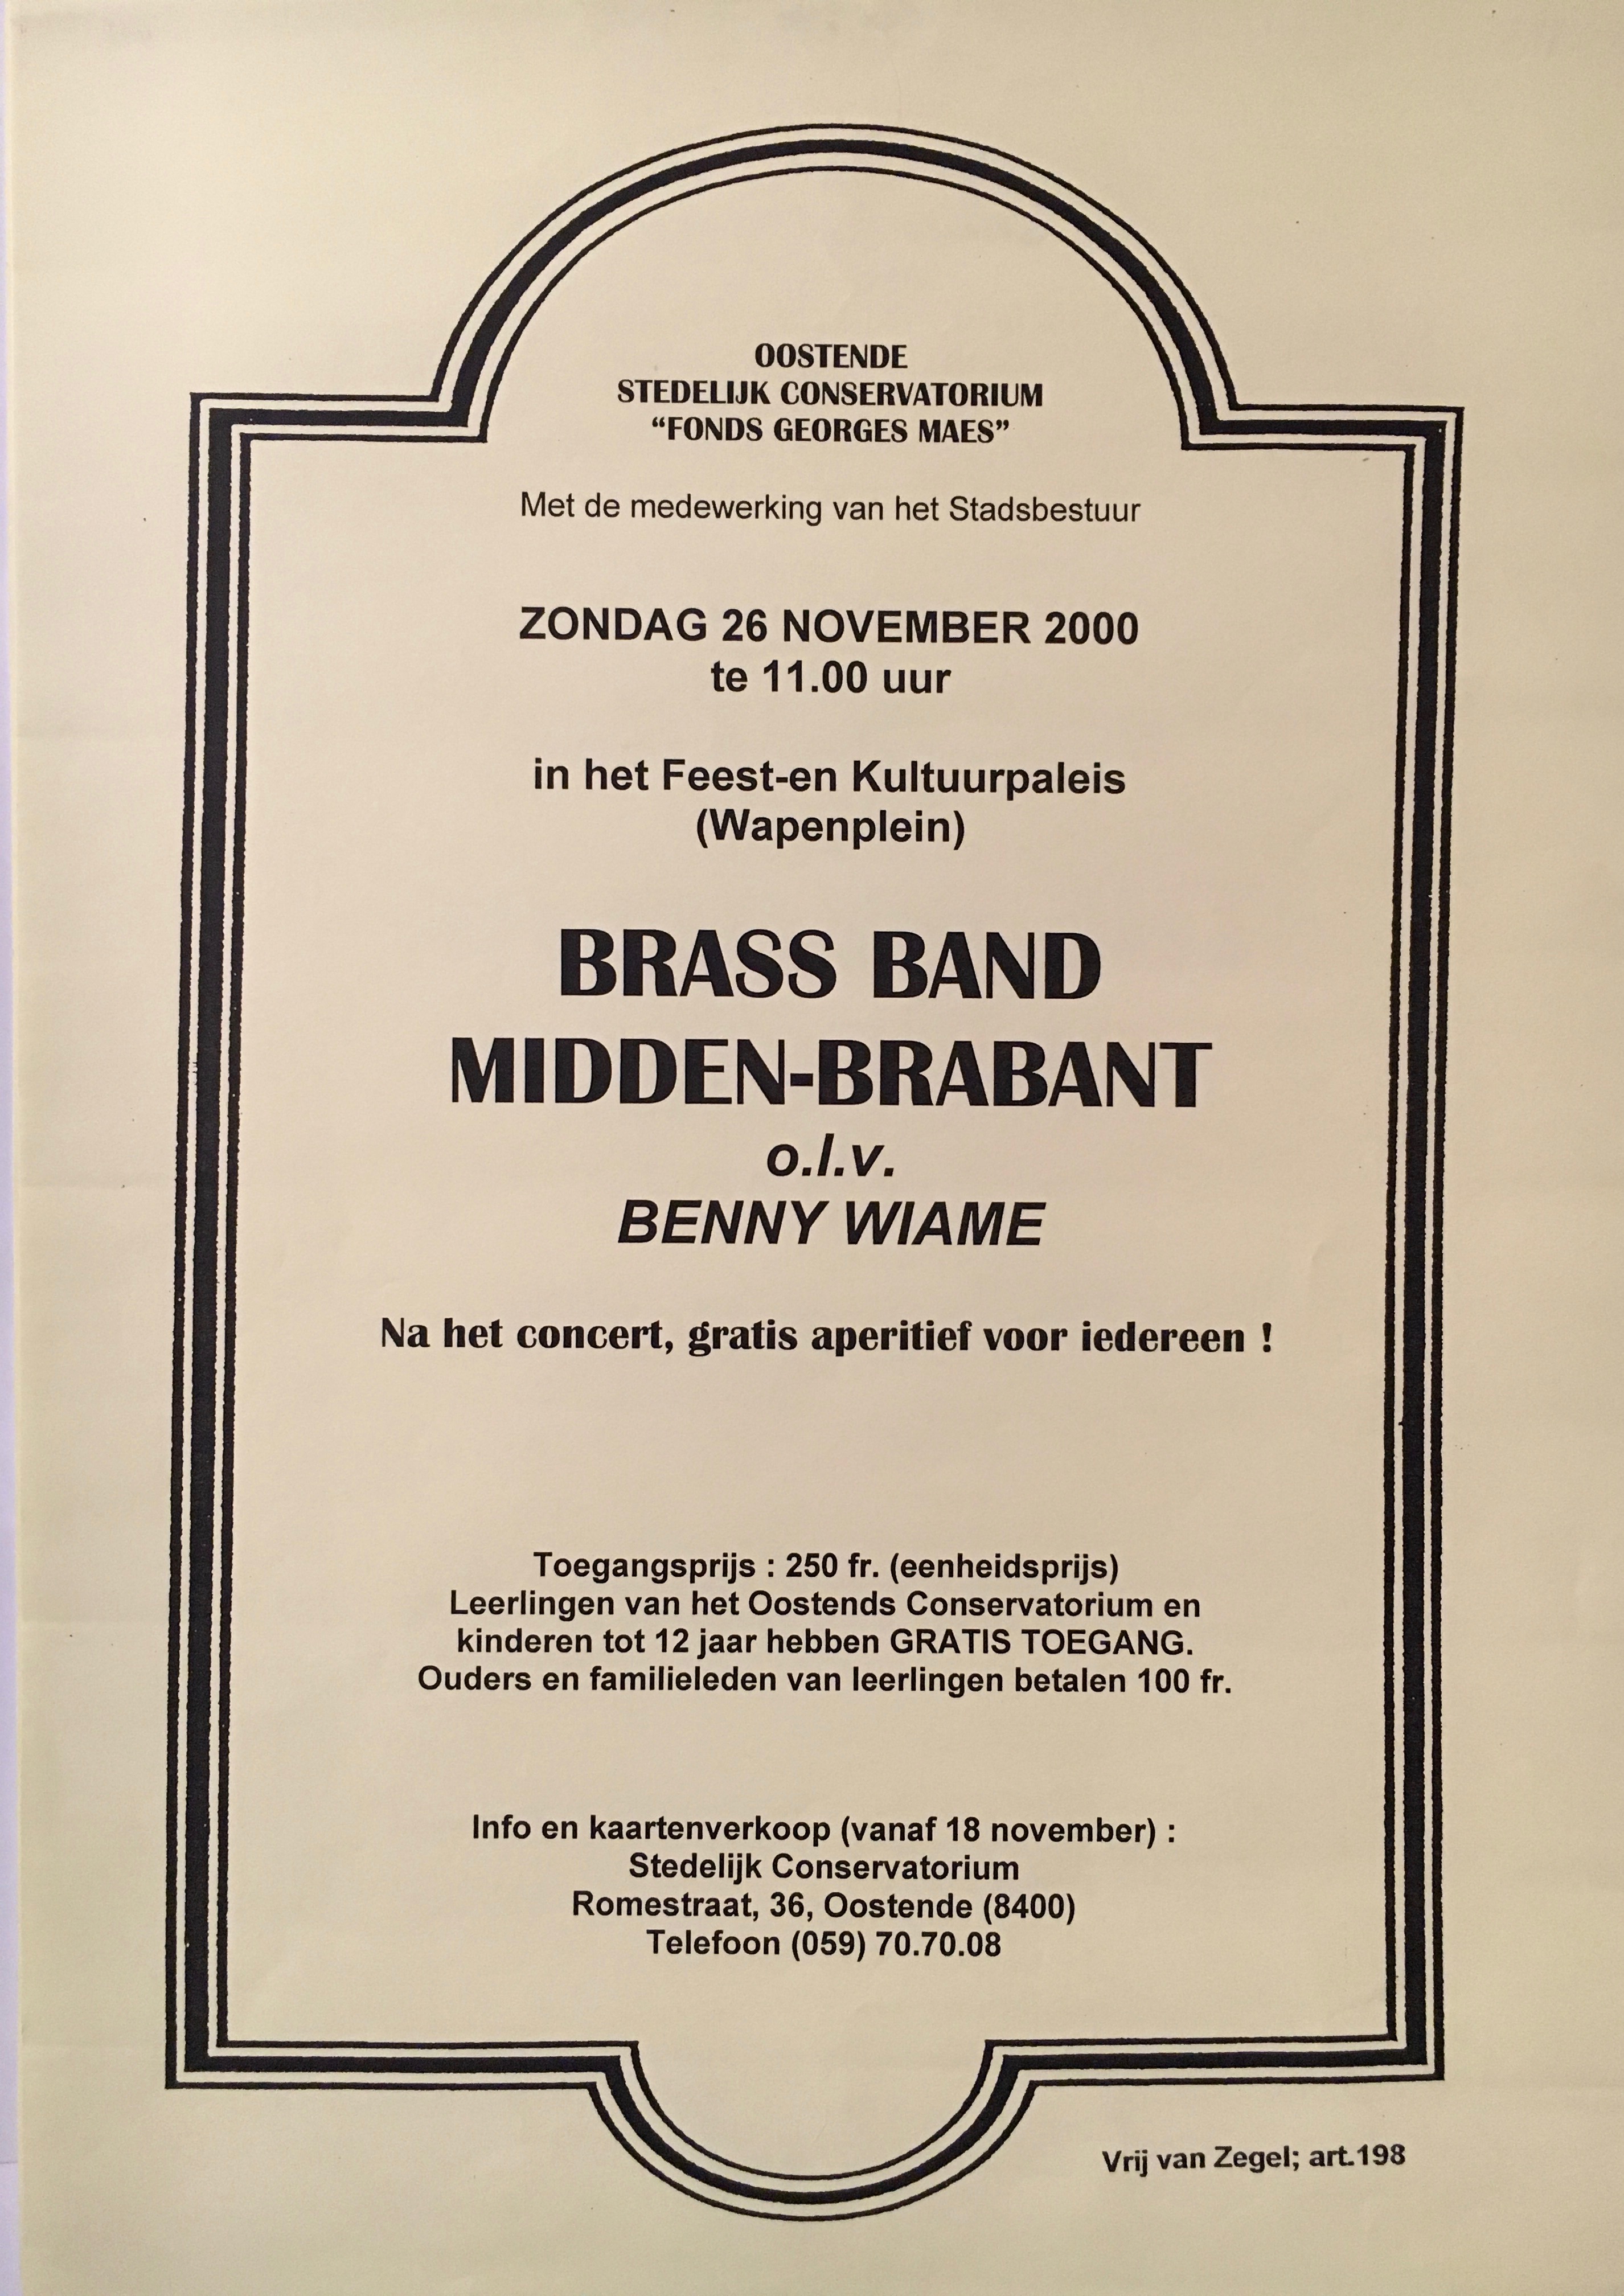 OOSTENDE
STEDELIJK CONSERVATORIUM
“FONDS GEORGES MAES”
Met de medewerking van het Stadsbestuur
ZONDAG 26 NOVEMBER 2000
te 11.00 uur
in het Feest-en Kultuurpaleis
(Wapenplein)
BRASS BAND
MIDDEN-BRABANT
o.l.v.
BENNY WIAME
Na het concert, gratis aperitief voor iedereen !
Toegangsprijs : 250 fr. (eenheidsprijs)
Leerlingen van het Oostends Conservatorium en
kinderen tot 12 jaar hebben GRATIS TOEGANG.
Ouders en familieleden van leerlingen betalen 100 fr.
Info en kaartenverkoop (vanaf 18 november) :
Stedelijk Conservatorium
Romestraat, 36, Oostende (8400)
Telefoon (059) 70.70.08
Vrij van Zegel; art.198